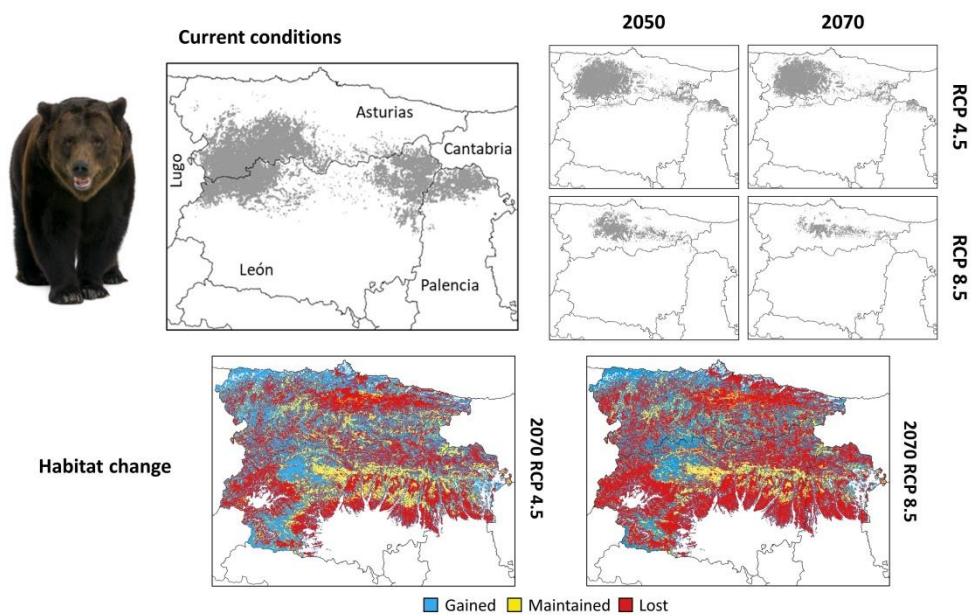 Current conditions
2050
2070
Asturias
Cantabria
Lugo
León
Palencia
RCP 4.5
RCP 8.5
Habitat change
2070 RCP 4.5
2070 RCP 8.5
Gained Maintained Lost